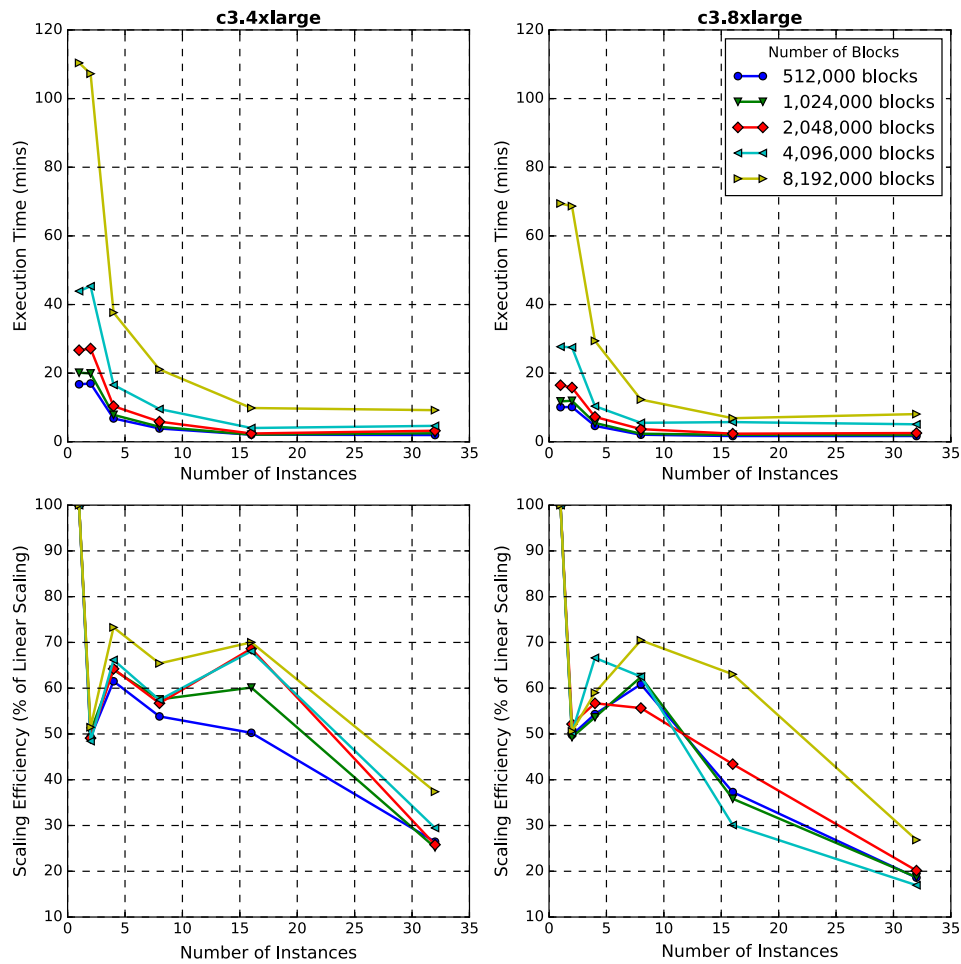 c3.4xlarge
120
100
80
60
40
20
0
Execution Time (mins)
0 5 10 15 20 25 30 35
Number of Instances
c3.8xlarge
120
100
80
60
40
20
0
Execution Time (mins)
0 5 10 15 20 25 30 35
Number of Instances
Number of Blocks
512,000 blocks
1,024,000 blocks
2,048,000 blocks
4,096,000 blocks
8,192,000 blocks
100
90
80
70
60
50
40
30
20
10
Scaling Efficiency (% of Linear Scaling)
0 5 10 15 20 25 30 35
Number of Instances
100
90
80
70
60
50
40
30
20
10
Scaling Efficiency (% of Linear Scaling)
0 5 10 15 20 25 30 35
Number of Instances